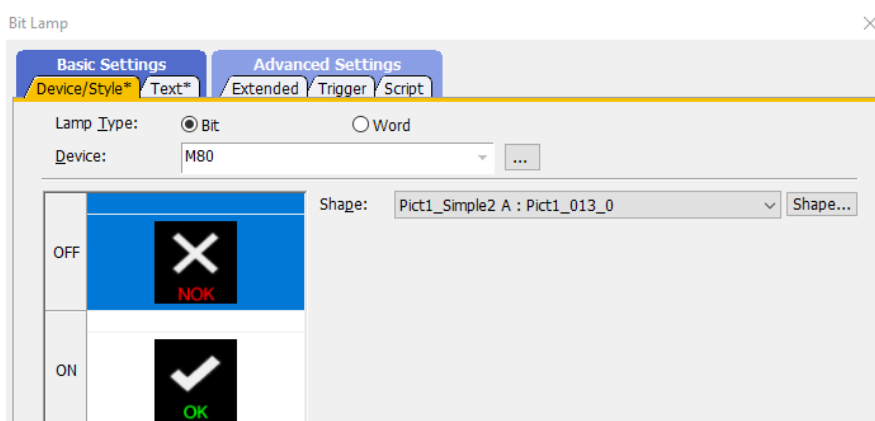 Bit Lamp
Basic Settings
Advanced Settings
Device/Style*
Text*
Extended
Trigger
Script
Lamp Type:
Bit
Word
Device:
M80
...
Shape:
Pict1_Simple2 A : Pict1_013_0
Shape...
OFF
NOK
ON
OK